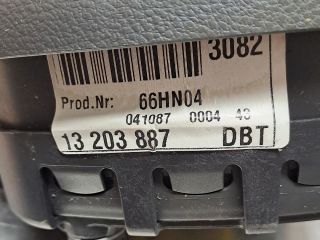 3082
Prod.Nr: 66HN04
041087 0004 43
13 203 887 DBT